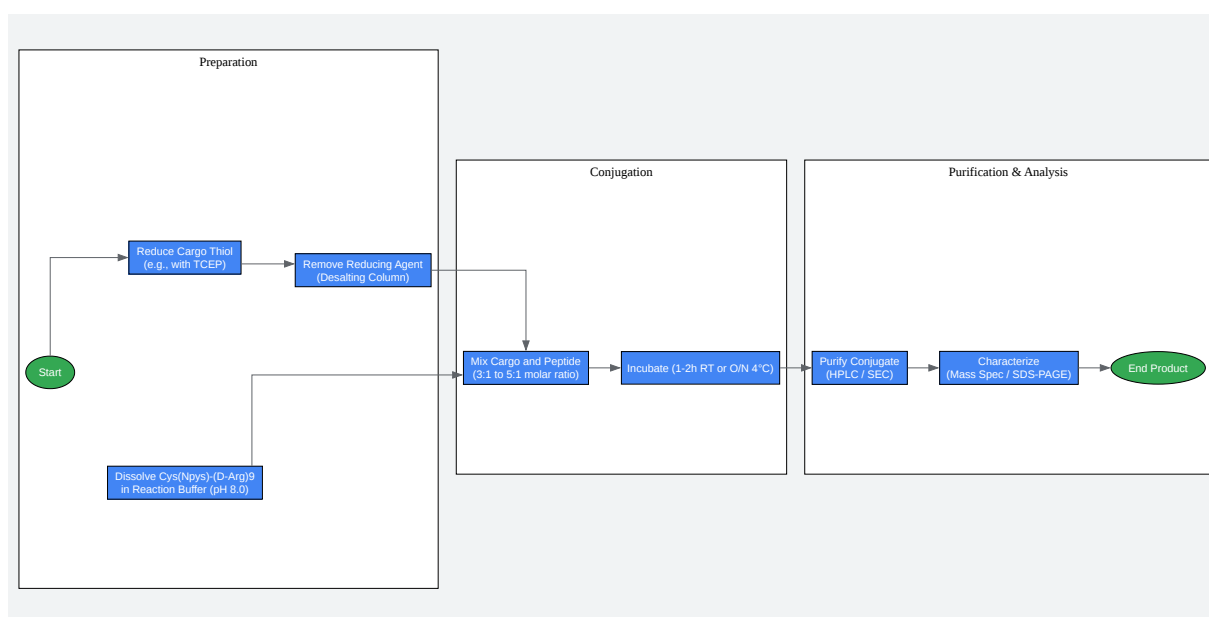 Preparation
Start
Reduce Cargo Thiol
(e.g., with TCEP)
Remove Reducing Agent
(Desalting Column)
Dissolve Cys(Npys)-(D-Arg)9
in Reaction Buffer (pH 8.0)
Conjugation
Mix Cargo and Peptide
(3:1 to 5:1 molar ratio)
Incubate (1-2h RT or O/N 4°C)
Purification & Analysis
Purify Conjugate
(HPLC / SEC)
Characterize
(Mass Spec / SDS-PAGE)
End Product